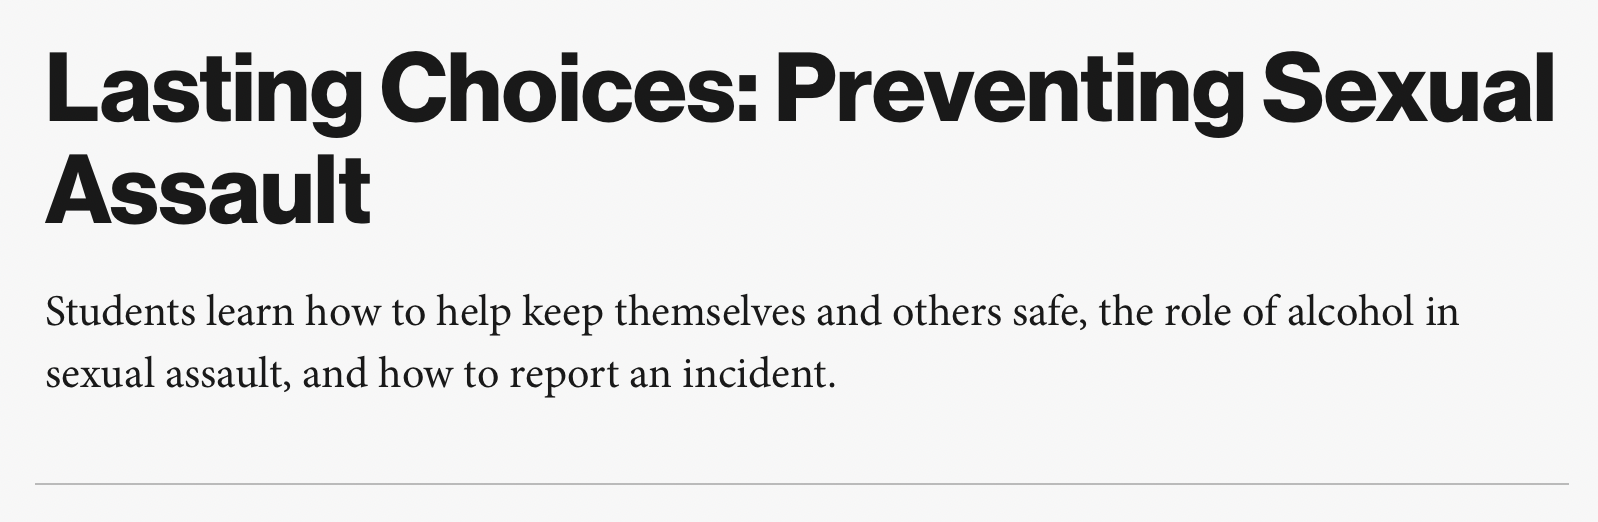 Lasting Choices: Preventing Sexual
Assault
Students learn how to help keep themselves and others safe, the role of alcohol in
sexual assault, and how to report an incident.